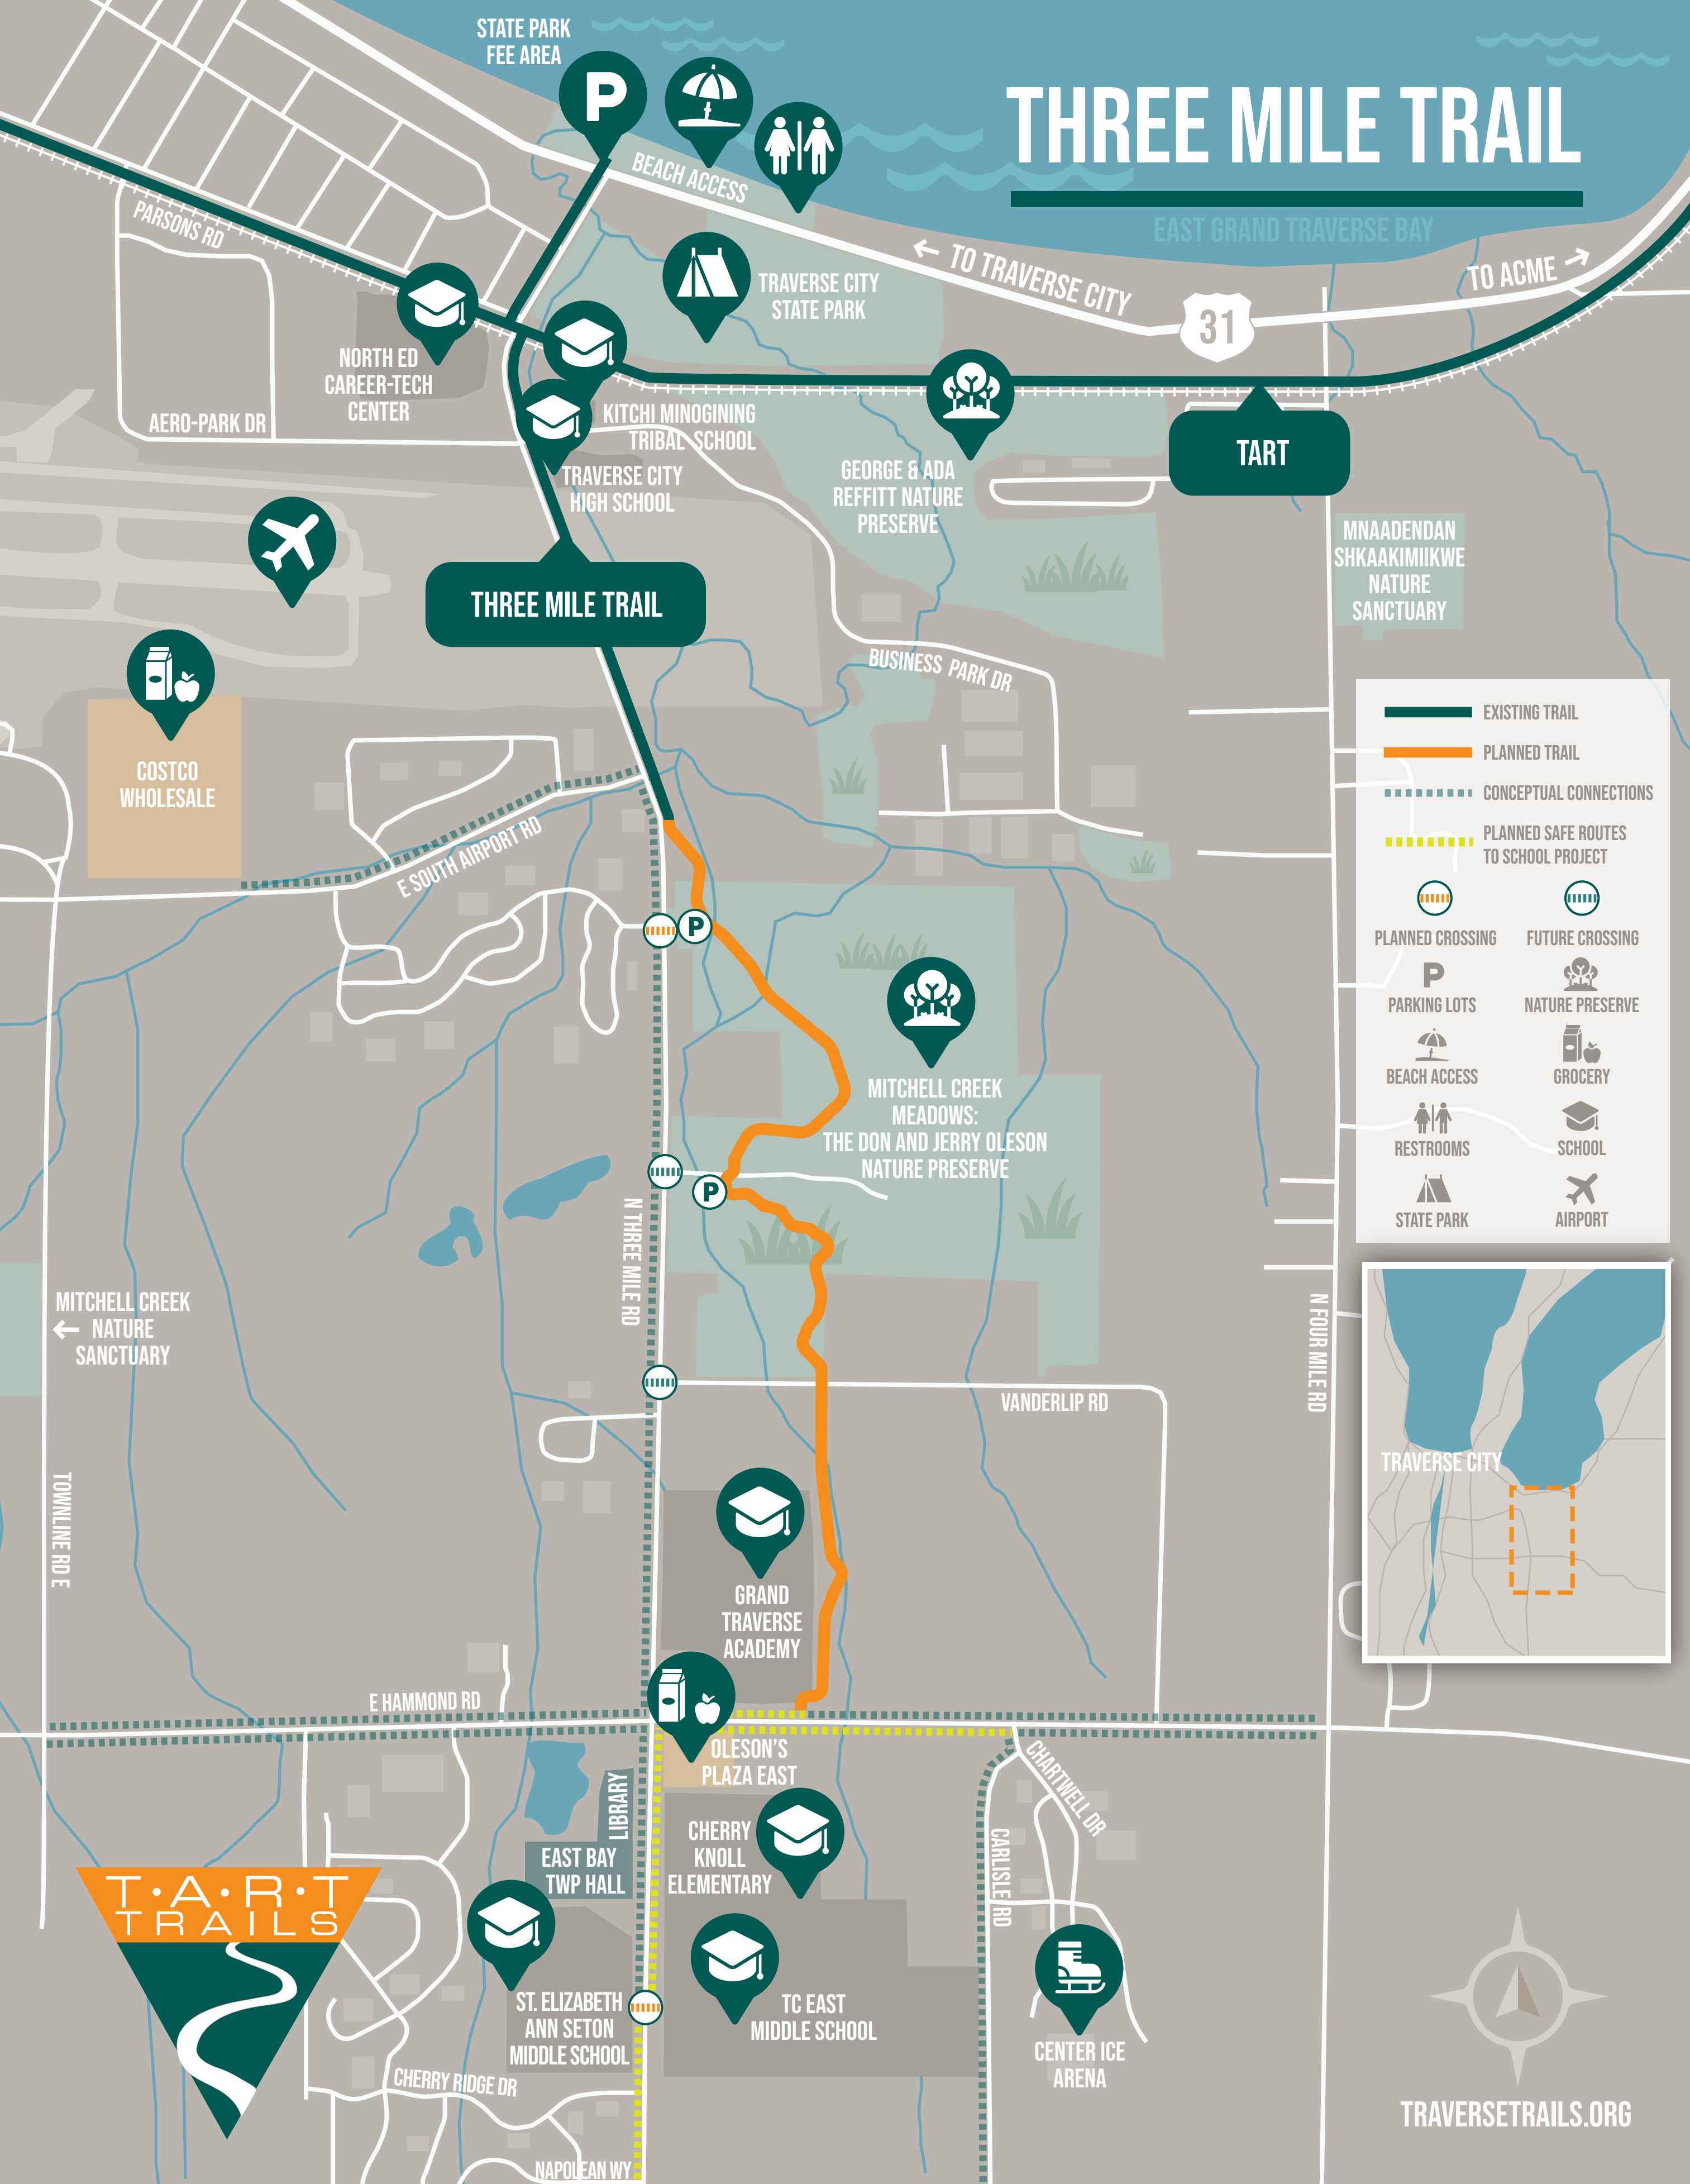 STATE PARK
FEE AREA
P
THREE MILE TRAIL
BEACH ACCESS
EAST GRAND TRAVERSE BAY
PARSONS RD
← TO TRAVERSE CITY
31
TO ACME →
TRAVERSE CITY
STATE PARK
NORTH ED
CAREER-TECH
CENTER
AERO-PARK DR
KITCHI MINOGINING
TRIBAL SCHOOL
TRAVERSE CITY
HIGH SCHOOL
GEORGE & ADA
REFFITT NATURE
PRESERVE
TART
MNAADENDAN
SHKAAKIMIIKWE
NATURE
SANCTUARY
THREE MILE TRAIL
BUSINESS PARK DR
COSTCO
WHOLESALE
E SOUTH AIRPORT RD
EXISTING TRAIL
PLANNED TRAIL
CONCEPTUAL CONNECTIONS
PLANNED SAFE ROUTES
TO SCHOOL PROJECT
PLANNED CROSSING
FUTURE CROSSING
P
PARKING LOTS
NATURE PRESERVE
BEACH ACCESS
GROCERY
RESTROOMS
SCHOOL
STATE PARK
AIRPORT
P
MITCHELL CREEK
MEADOWS:
THE DON AND JERRY OLESON
NATURE PRESERVE
P
N THREE MILE RD
MITCHELL CREEK
← NATURE
SANCTUARY
N FOUR MILE RD
VANDERLIP RD
TRAVERSE CITY
TOWNLINE RD E
GRAND
TRAVERSE
ACADEMY
E HAMMOND RD
OLESON'S
PLAZA EAST
CHARTWELL DR
LIBRARY
EAST BAY
TWP HALL
CHERRY
KNOLL
ELEMENTARY
CARLISLE RD
T·A·R·T
TRAILS
ST. ELIZABETH
ANN SETON
MIDDLE SCHOOL
TC EAST
MIDDLE SCHOOL
CENTER ICE
ARENA
CHERRY RIDGE DR
NAPOLEAN WY
TRAVERSETRAILS.ORG